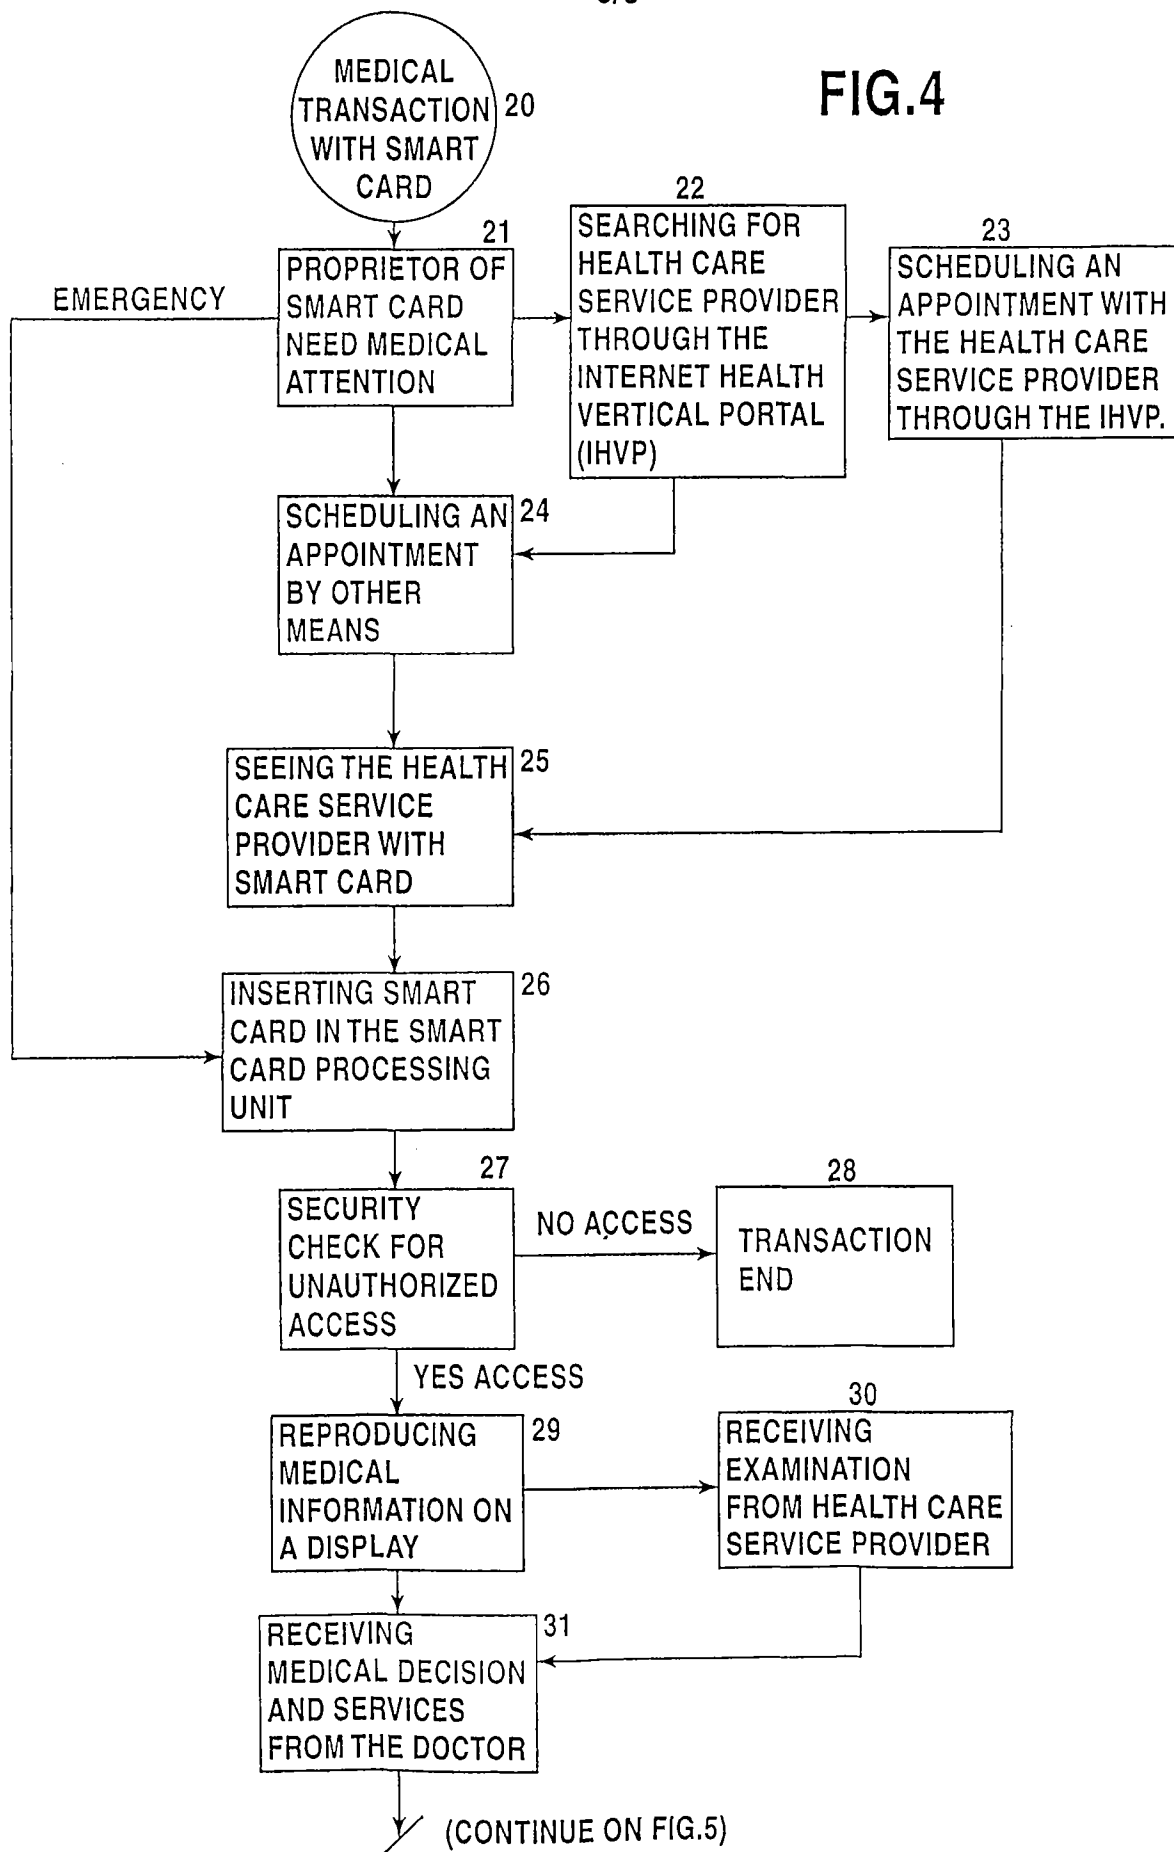 FIG.4
MEDICAL
TRANSACTION
WITH SMART
CARD
20
21
PROPRIETOR OF
SMART CARD
NEED MEDICAL
ATTENTION
EMERGENCY
22
SEARCHING FOR
HEALTH CARE
SERVICE PROVIDER
THROUGH THE
INTERNET HEALTH
VERTICAL PORTAL
(IHVP)
23
SCHEDULING AN
APPOINTMENT WITH
THE HEALTH CARE
SERVICE PROVIDER
THROUGH THE IHVP.
SCHEDULING AN
APPOINTMENT
BY OTHER
MEANS
24
SEEING THE HEALTH
CARE SERVICE
PROVIDER WITH
SMART CARD
25
INSERTING SMART
CARD IN THE SMART
CARD PROCESSING
UNIT
26
27
SECURITY
CHECK FOR
UNAUTHORIZED
ACCESS
NO ACCESS
28
TRANSACTION
END
YES ACCESS
REPRODUCING
MEDICAL
INFORMATION ON
A DISPLAY
29
30
RECEIVING
EXAMINATION
FROM HEALTH CARE
SERVICE PROVIDER
RECEIVING
MEDICAL DECISION
AND SERVICES
FROM THE DOCTOR
31
(CONTINUE ON FIG.5)